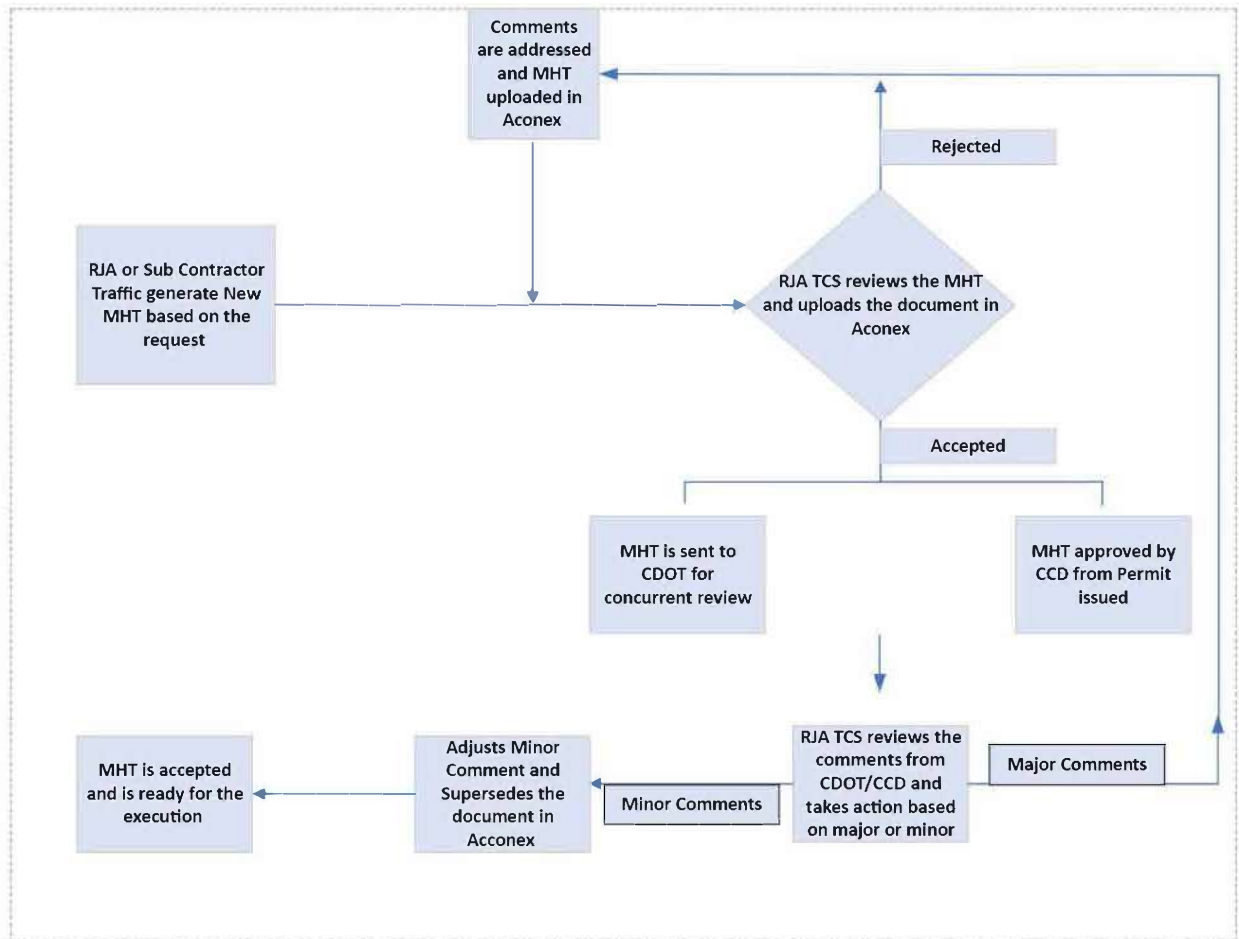 Comments
are addressed
and MHT
uploaded in
Aconex
Rejected
RJA or Sub Contractor
Traffic generate New
MHT based on the
request
RJA TCS reviews the MHT
and uploads the document in
Aconex
Accepted
MHT is sent to
CDOT for
concurrent review
MHT approved by
CCD from Permit
issued
RJA TCS reviews the
comments from
CDOT/CCD and
takes action based
on major or minor
Major Comments
Minor Comments
Adjusts Minor
Comment and
Supersedes the
document in
Acconex
MHT is accepted
and is ready for the
execution